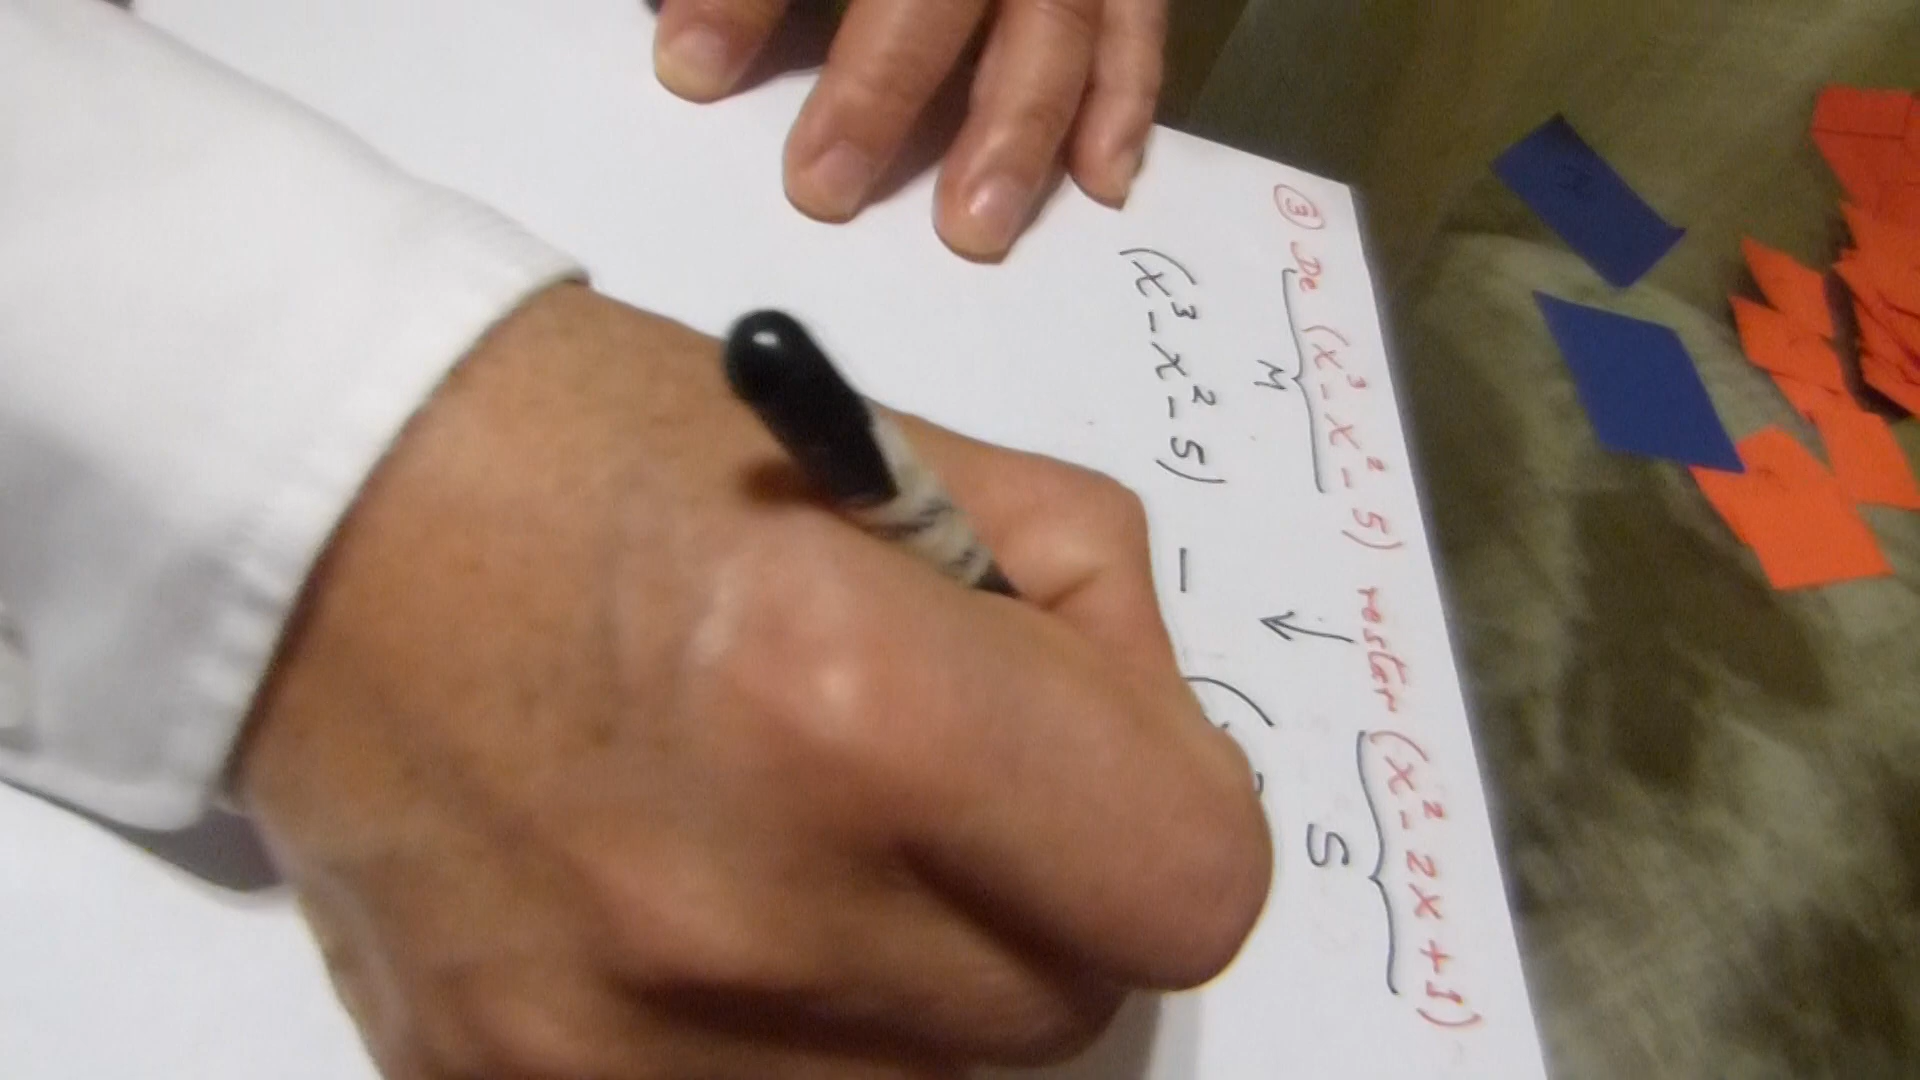 ③ De (x³ - x² - 5) restar (x² - 2x + 1)
M S
(x³ - x² - 5) - (